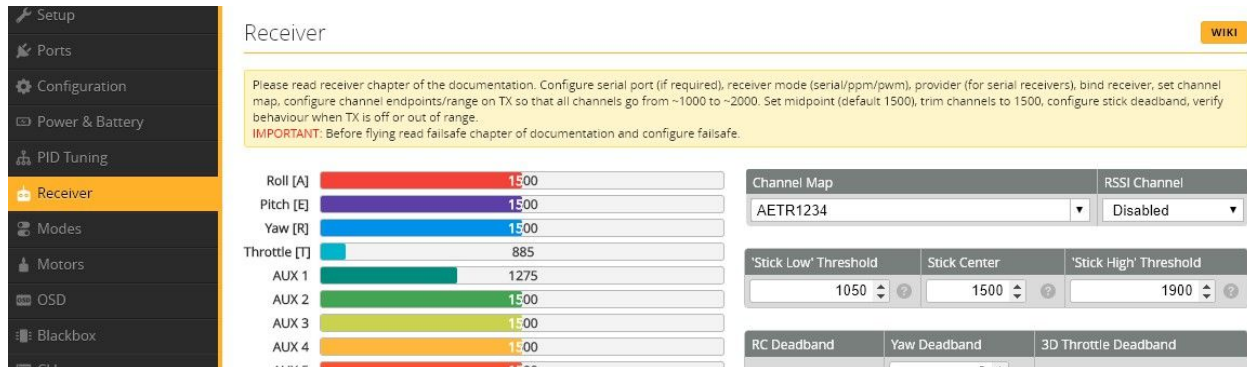 Setup
Ports
Configuration
Power & Battery
PID Tuning
Receiver
Modes
Motors
OSD
Blackbox
Receiver
WIKI
Please read receiver chapter of the documentation. Configure serial port (if required), receiver mode (serial/ppm/pwm), provider (for serial receivers), bind receiver, set channel
map, configure channel endpoints/range on TX so that all channels go from ~1000 to ~2000. Set midpoint (default 1500), trim channels to 1500, configure stick deadband, verify
behaviour when TX is off or out of range.
IMPORTANT: Before flying read failsafe chapter of documentation and configure failsafe.
Roll [A] 1500
Pitch [E] 1500
Yaw [R] 1500
Throttle [T] 885
AUX 1 1275
AUX 2 1500
AUX 3 1500
AUX 4 1500
Channel Map RSSI Channel
AETR1234 Disabled
'Stick Low' Threshold Stick Center 'Stick High' Threshold
1050 1500 1900
RC Deadband Yaw Deadband 3D Throttle Deadband